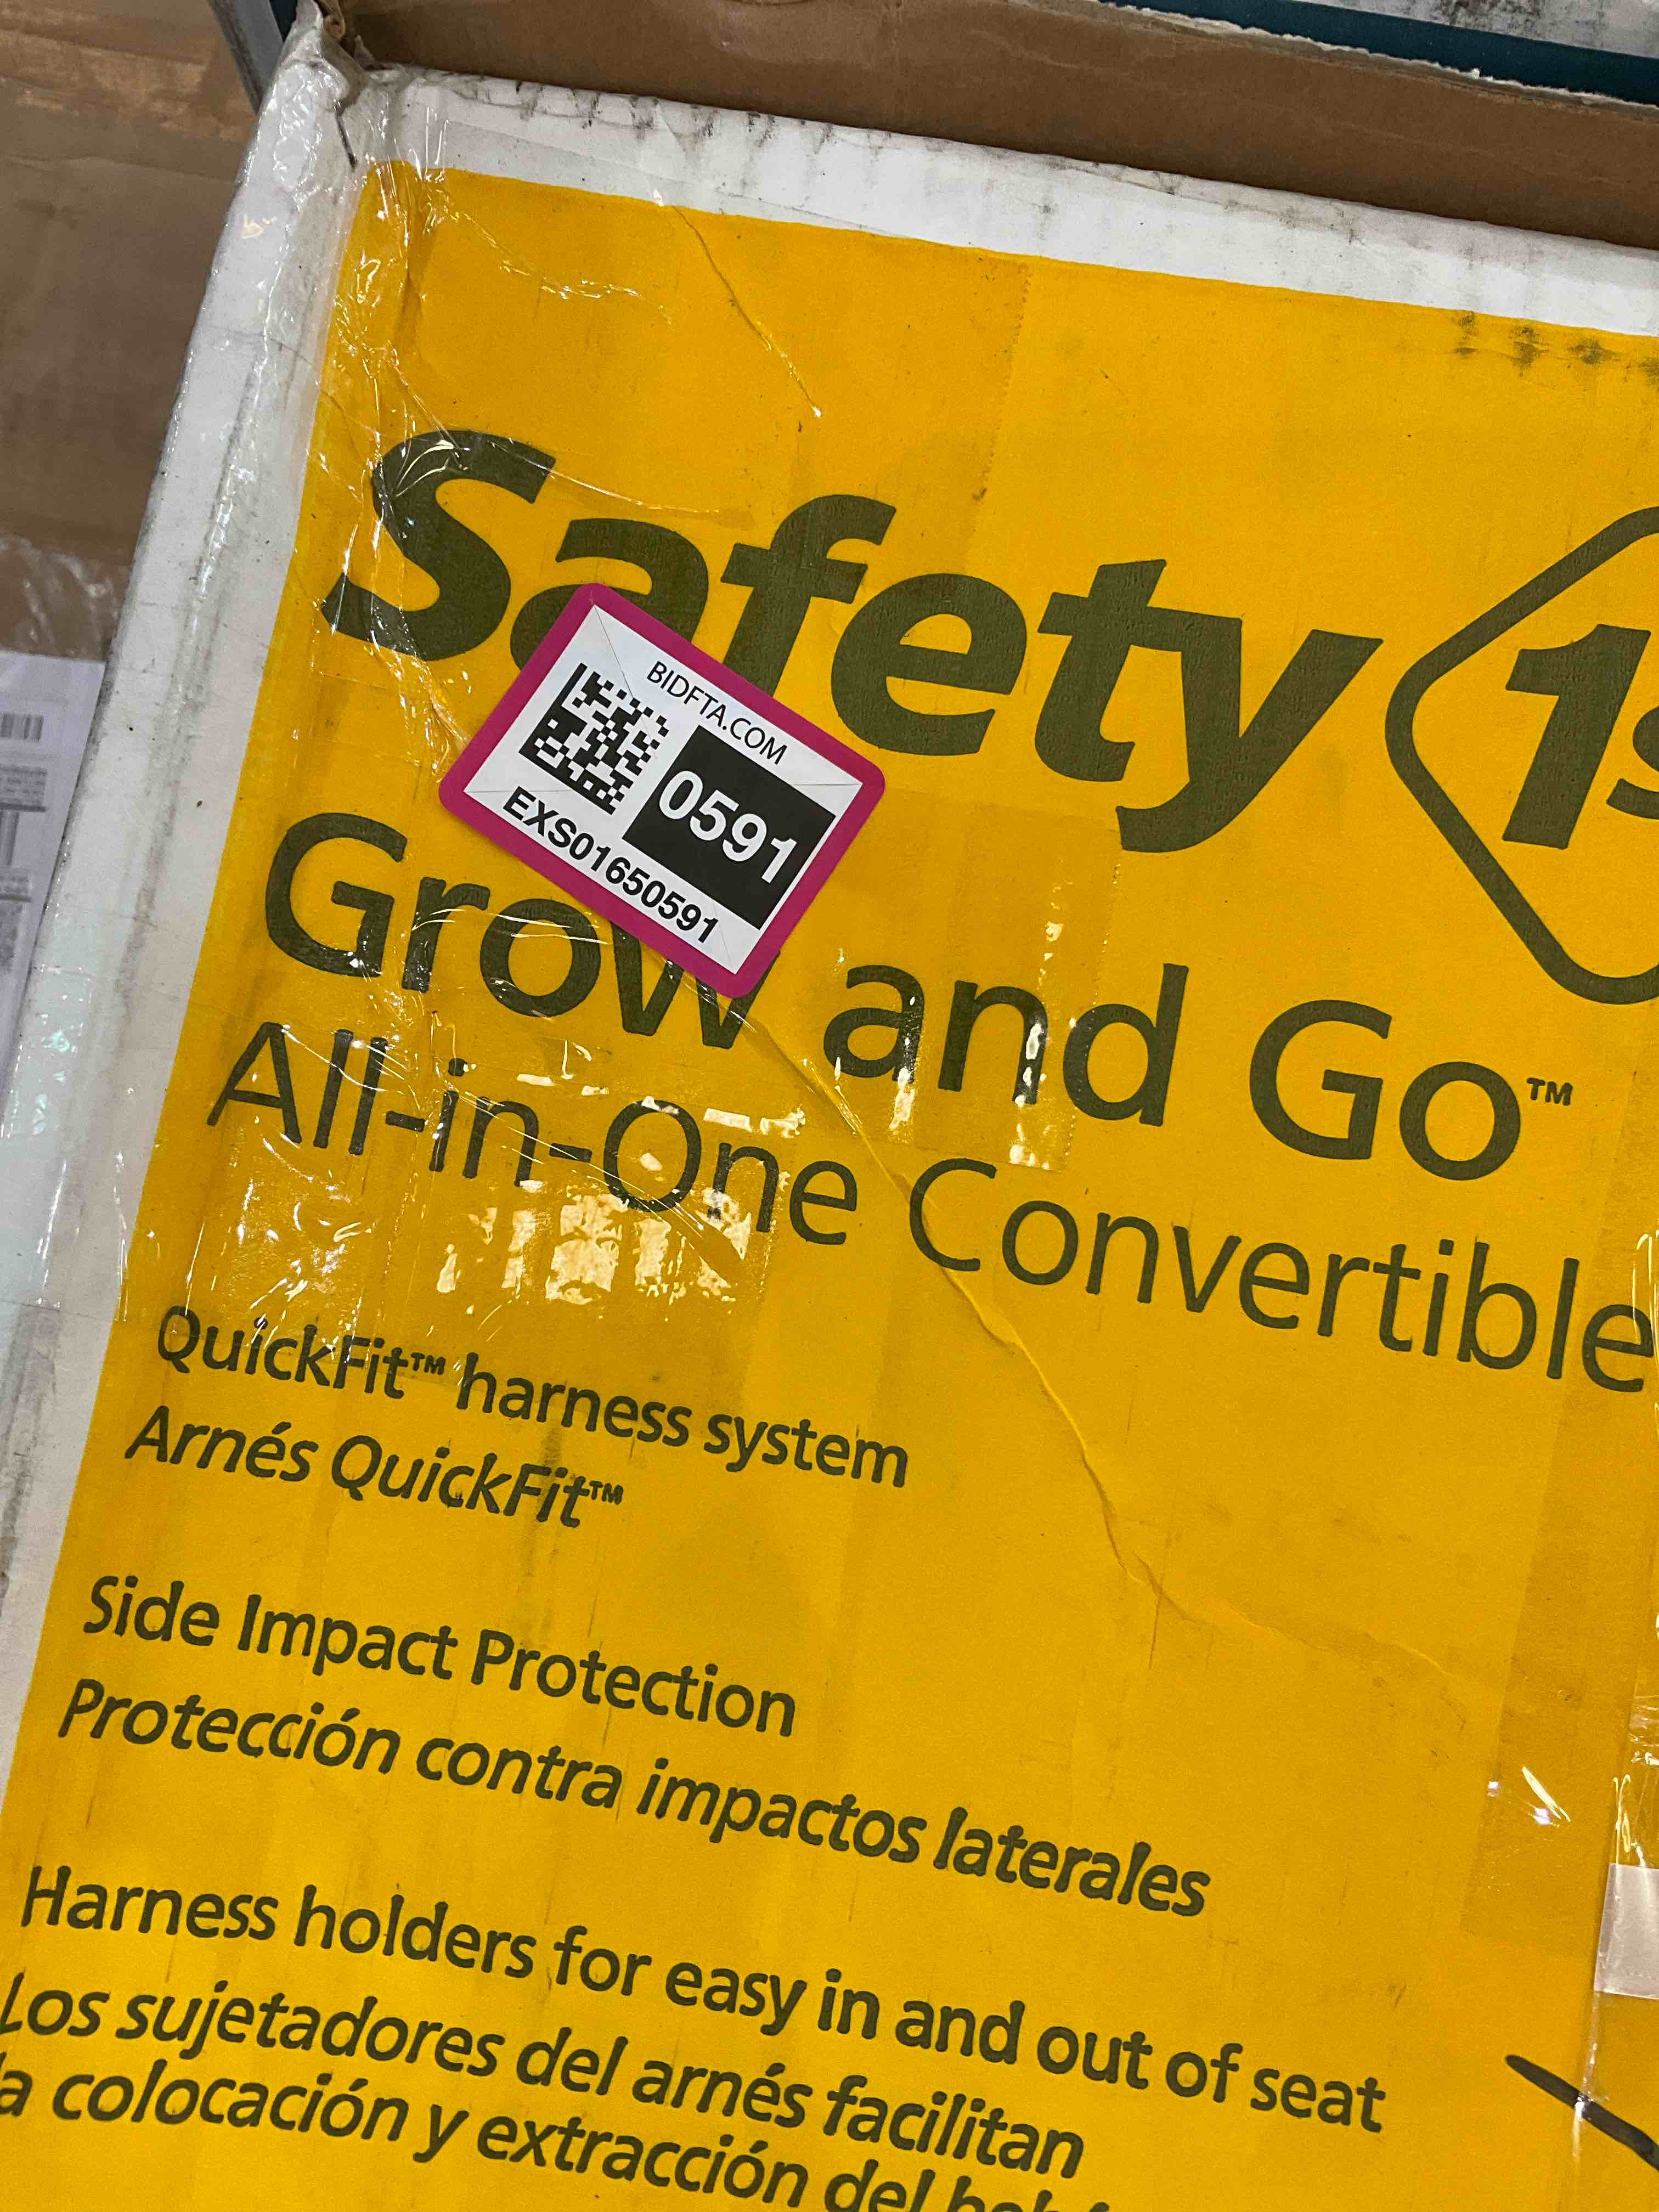 Safety 1s
BIDFTA.COM
0591
EXS01650591
Grow and Go™
All-in-One Convertible
QuickFit™ harness system
Arnés QuickFit™
Side Impact Protection
Protección contra impactos laterales
Harness holders for easy in and out of seat
Los sujetadores del arnés facilitan
la colocación y extracción del